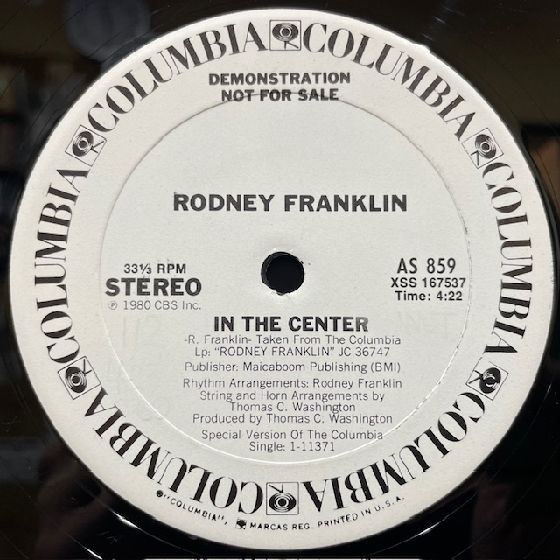 COLUMBIA COLUMBIA COLUMBIA COLUMBIA COLUMBIA COLUMBIA
DEMONSTRATION
NOT FOR SALE
RODNEY FRANKLIN
33⅓ RPM
STEREO
℗ 1980 CBS Inc.
AS 859
XSS 167537
Time: 4:22
IN THE CENTER
-R. Franklin- Taken From The Columbia
Lp: "RODNEY FRANKLIN" JC 36747
Publisher: Maicaboom Publishing (BMI)
Rhythm Arrangements: Rodney Franklin
String and Horn Arrangements by
Thomas C. Washington
Produced by Thomas C. Washington
Special Version Of The Columbia
Single: 1-11371
® "COLUMBIA", MARCAS REG. PRINTED IN U.S.A.